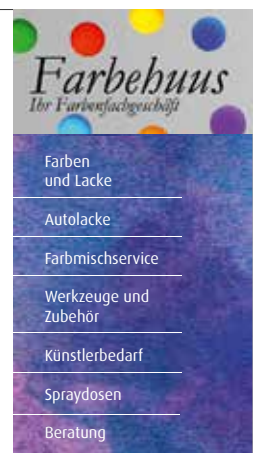 Farbehuus
Ihr Farbenfachgeschäft
Farben
und Lacke
Autolacke
Farbmischservice
Werkzeuge und
Zubehör
Künstlerbedarf
Spraydosen
Beratung